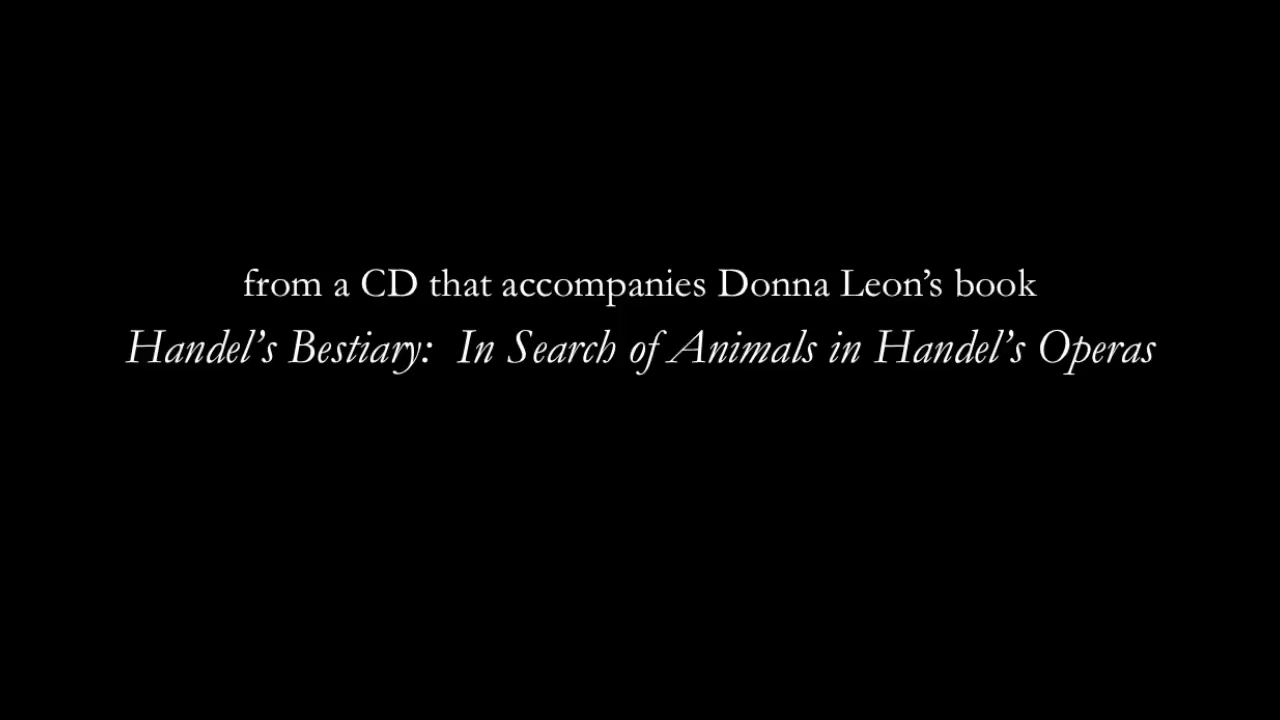 from a CD that accompanies Donna Leon’s book
Handel’s Bestiary:  In Search of Animals in Handel’s Operas